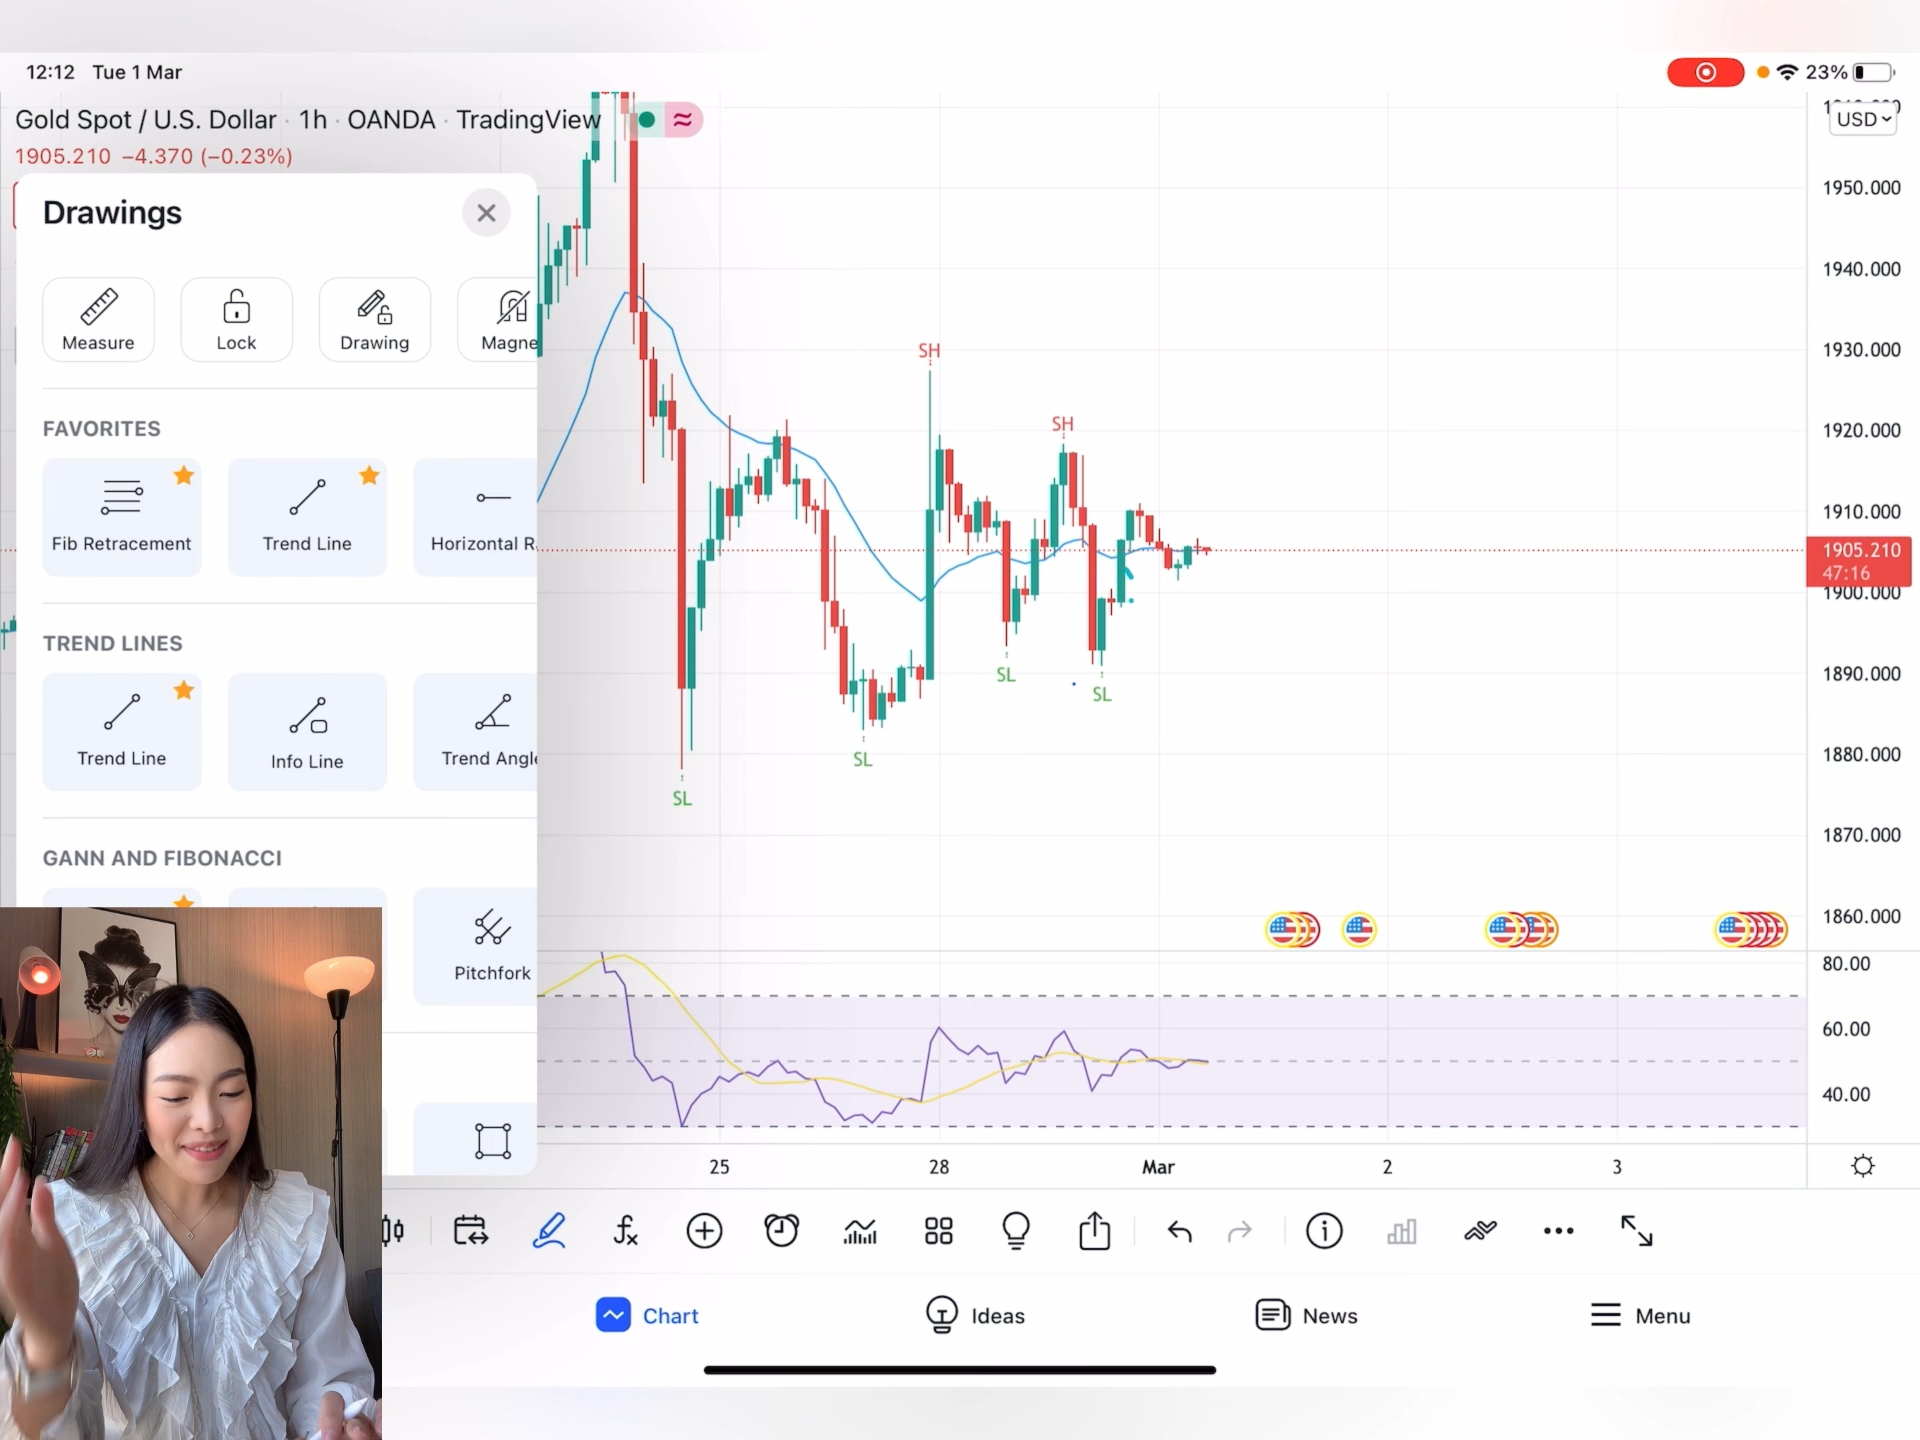 12:12 Tue 1 Mar
23%
Gold Spot / U.S. Dollar · 1h · OANDA · TradingView
USD
1905.210 −4.370 (−0.23%)
Drawings
Measure
Lock
Drawing
Magne
FAVORITES
Fib Retracement
Trend Line
Horizontal R
TREND LINES
Trend Line
Info Line
Trend Angle
GANN AND FIBONACCI
Pitchfork
SH
SH
SL
SL
SL
SL
1950.000
1940.000
1930.000
1920.000
1910.000
1905.210
47:16
1900.000
1890.000
1880.000
1870.000
1860.000
80.00
60.00
40.00
25
28
Mar
2
3
Chart
Ideas
News
Menu